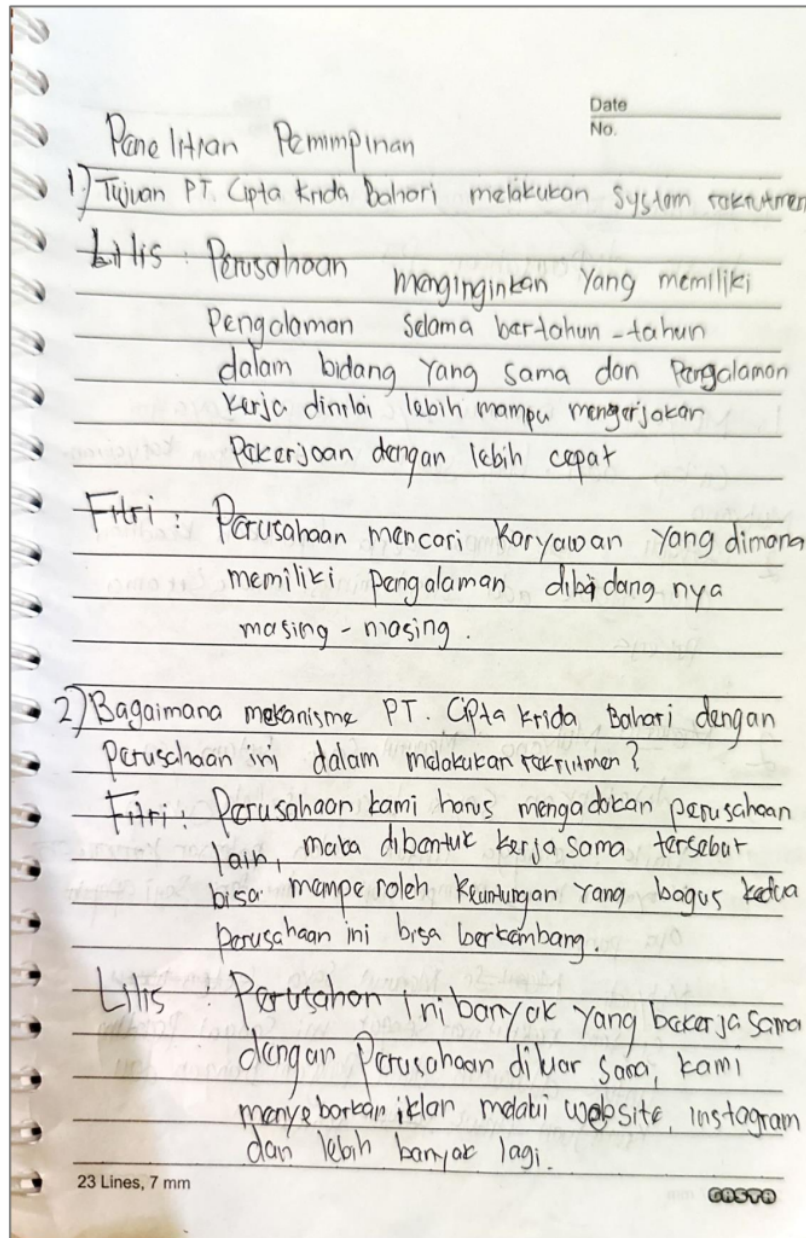 Date
No.
Penelitian Pemimpinan
1.) Tujuan PT. Cipta Krida Bahari melakukan System rekrutmen
Lilis : Perusahaan menginginkan Yang memiliki
Pengalaman Selama bertahun-tahun
dalam bidang Yang Sama dan Pengalaman
Kerja dinilai lebih mampu mengerjakan
Pekerjaan dengan lebih cepat
Fitri : Perusahaan mencari Karyawan Yang dimana
memiliki pengalaman dibidang nya
masing-masing.
2) Bagaimana mekanisme PT. Cipta Krida Bahari dengan
Perusahaan ini dalam melakukan rekrutmen?
Fitri : Perusahaan kami harus mengadakan perusahaan
lain, maka dibentuk kerja sama tersebut
bisa memperoleh keuntungan Yang bagus kedua
Perusahaan ini bisa berkembang.
Lilis : Perusahan ini banyak Yang bekerja sama
dengan Perusahaan diluar sana, kami
menyebarkan iklan melalui website, instagram
dan lebih banyak lagi.
23 Lines, 7 mm
GASTA